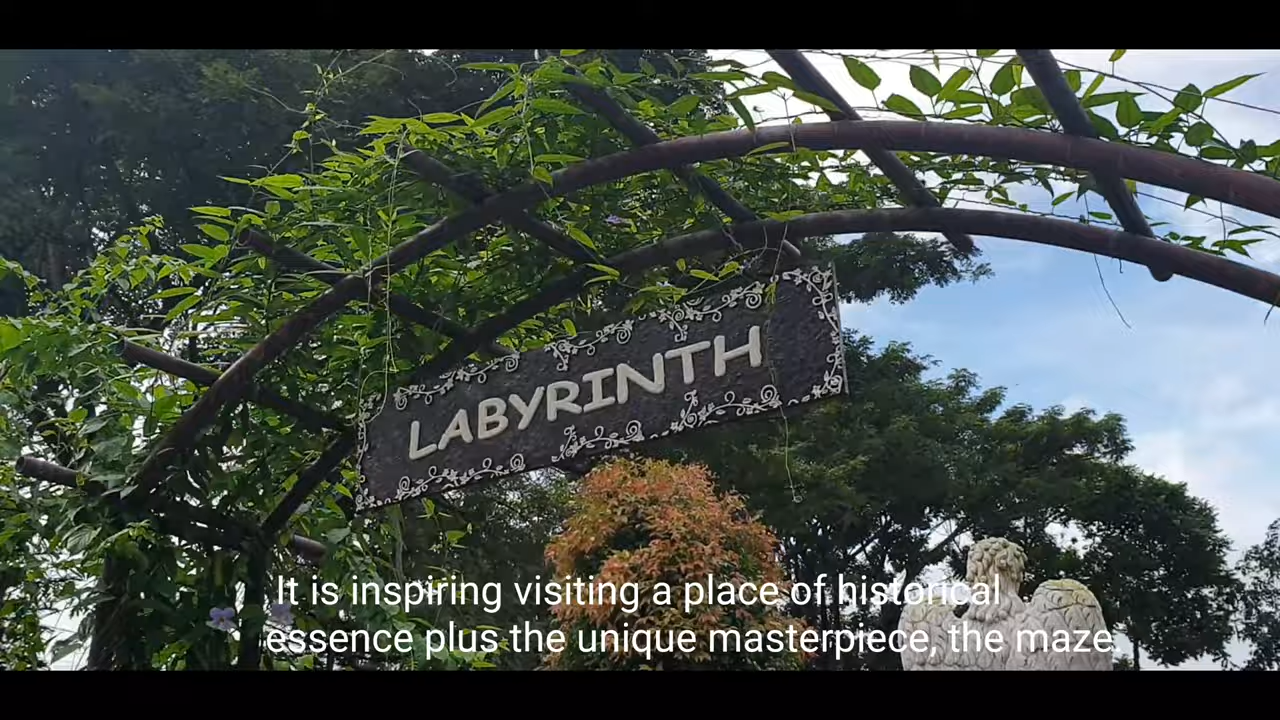 LABYRINTH
It is inspiring visiting a place of historical
essence plus the unique masterpiece, the maze.